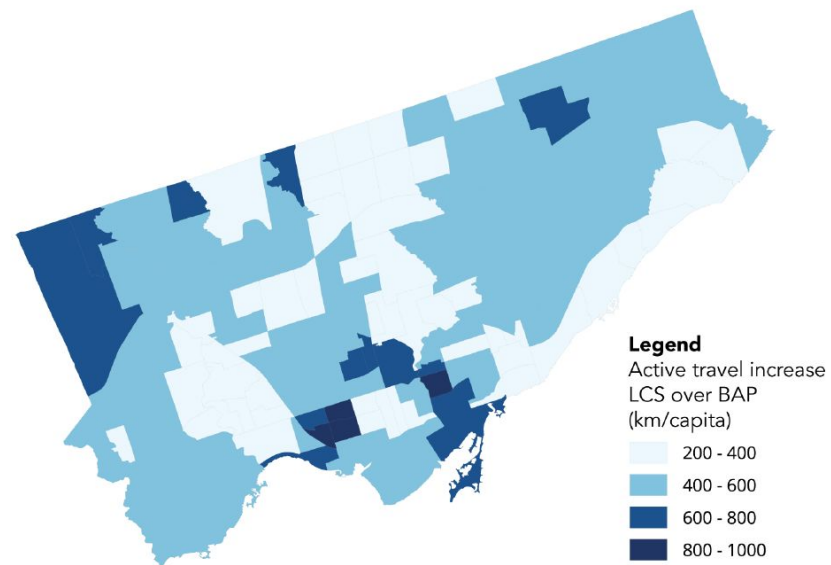 Legend
Active travel increase
LCS over BAP
(km/capita)
200 - 400
400 - 600
600 - 800
800 - 1000